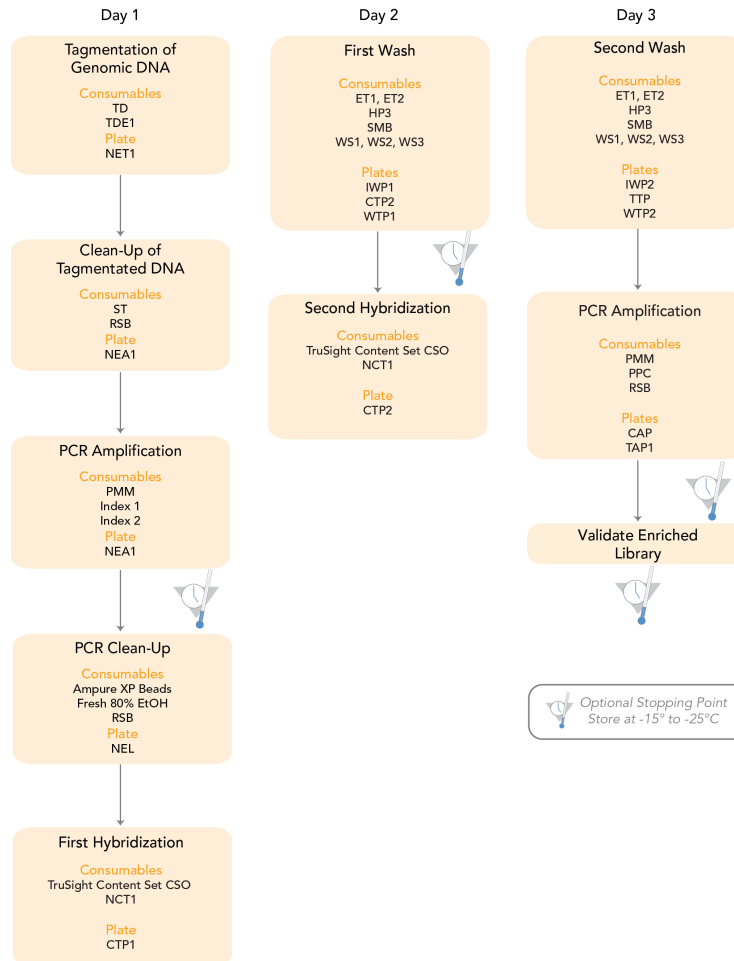 Day 1
Tagmentation of
Genomic DNA
Consumables
TD
TDE1
Plate
NET1
Clean-Up of
Tagmentated DNA
Consumables
ST
RSB
Plate
NEA1
PCR Amplification
Consumables
PMM
Index 1
Index 2
Plate
NEA1
PCR Clean-Up
Consumables
Ampure XP Beads
Fresh 80% EtOH
RSB
Plate
NEL
First Hybridization
Consumables
TruSight Content Set CSO
NCT1
Plate
CTP1
Day 2
First Wash
Consumables
ET1, ET2
HP3
SMB
WS1, WS2, WS3
Plates
IWP1
CTP2
WTP1
Second Hybridization
Consumables
TruSight Content Set CSO
NCT1
Plate
CTP2
Day 3
Second Wash
Consumables
ET1, ET2
HP3
SMB
WS1, WS2, WS3
Plates
IWP2
TTP
WTP2
PCR Amplification
Consumables
PMM
PPC
RSB
Plates
CAP
TAP1
Validate Enriched
Library
Optional Stopping Point
Store at -15° to -25°C